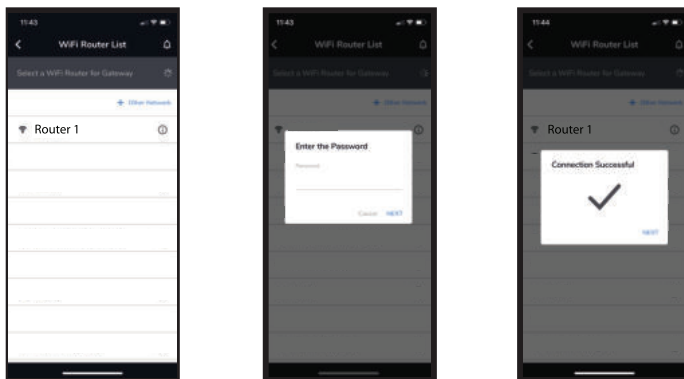 11:43
WiFi Router List
Select a WiFi Router for Gateway
+ Other Network
Router 1
11:43
WiFi Router List
Select a WiFi Router for Gateway
+ Other Network
Enter the Password
Password
Cancel NEXT
11:44
WiFi Router List
Select a WiFi Router for Gateway
+ Other Network
Router 1
Connection Successful
NEXT